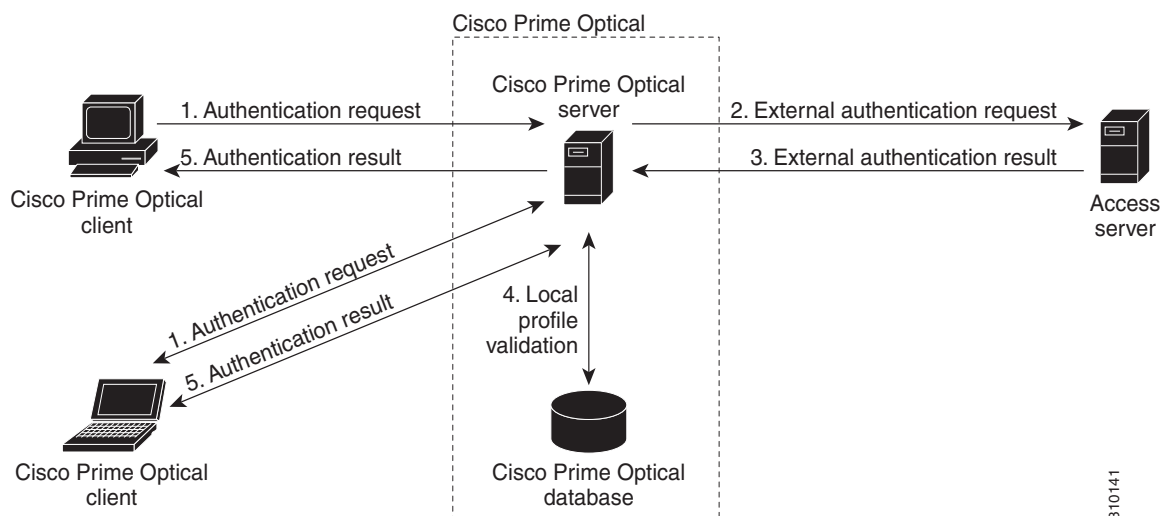 Cisco Prime Optical
Cisco Prime Optical
server
1. Authentication request
2. External authentication request
5. Authentication result
3. External authentication result
Cisco Prime Optical
client
Access
server
1. Authentication request
5. Authentication result
4. Local
profile
validation
Cisco Prime Optical
client
Cisco Prime Optical
database